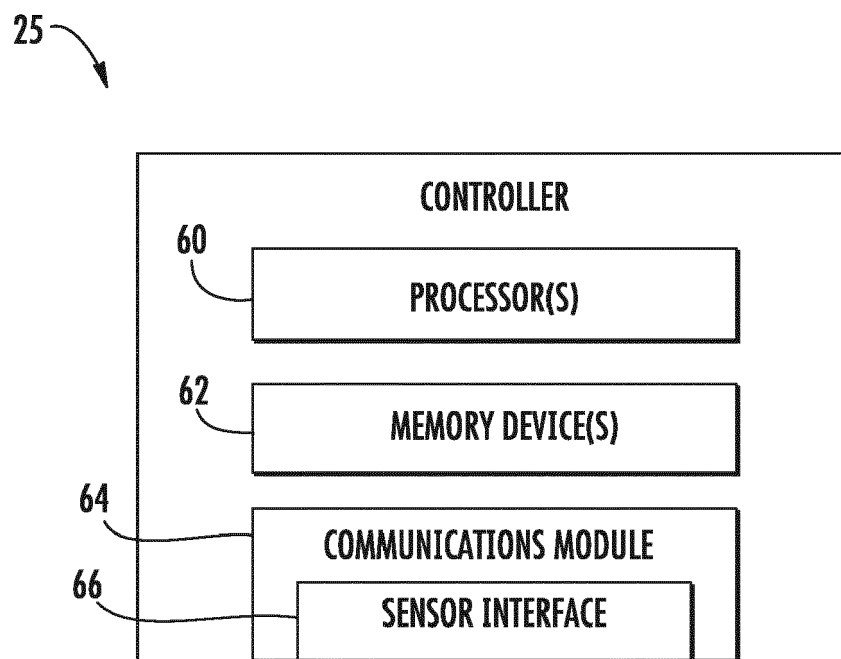 25
CONTROLLER
60
PROCESSOR(S)
62
MEMORY DEVICE(S)
64
COMMUNICATIONS MODULE
66
SENSOR INTERFACE